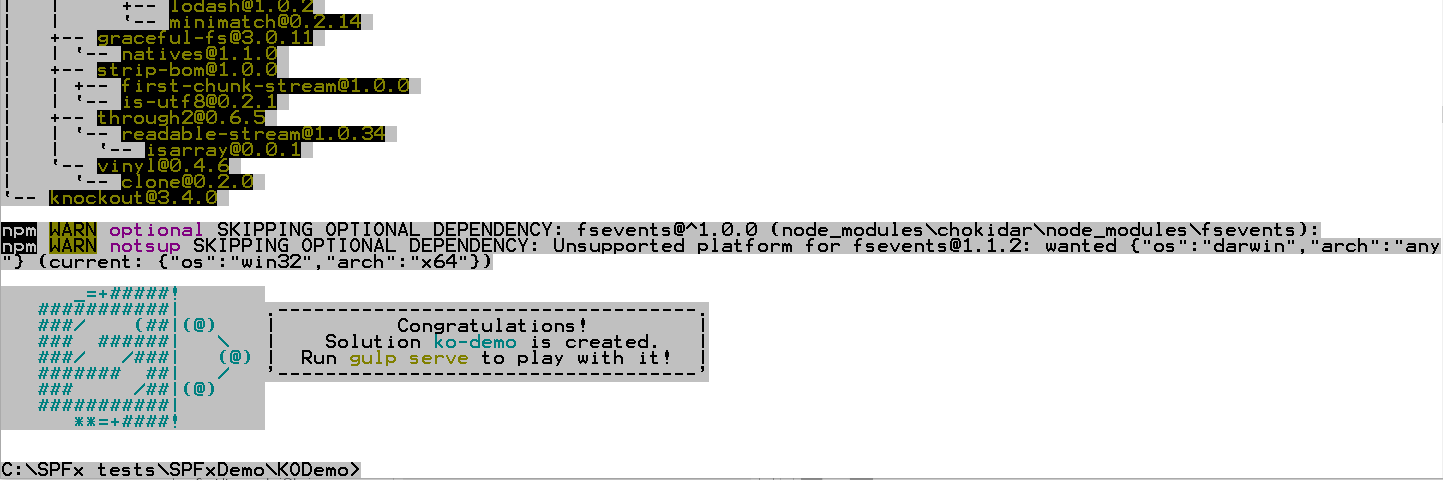 |   |     +-- lodash@1.0.2
|   |     '-- minimatch@0.2.14
|   +-- graceful-fs@3.0.11
|   | '-- natives@1.1.0
|   +-- strip-bom@1.0.0
|   | +-- first-chunk-stream@1.0.0
|   | '-- is-utf8@0.2.1
|   +-- through2@0.6.5
|   | '-- readable-stream@1.0.34
|   |   '-- isarray@0.0.1
|   '-- vinyl@0.4.6
|     '-- clone@0.2.0
'-- knockout@3.4.0
npm WARN optional SKIPPING OPTIONAL DEPENDENCY: fsevents@^1.0.0 (node_modules\chokidar\node_modules\fsevents):
npm WARN notsup SKIPPING OPTIONAL DEPENDENCY: Unsupported platform for fsevents@1.1.2: wanted {"os":"darwin","arch":"any
"} (current: {"os":"win32","arch":"x64"})
      _=+#####!
   ###########|      .-----------------------------------.
   ###/    (##|(@)    |          Congratulations!         |
   ###  ######|   \   |    Solution ko-demo is created.   |
   ###/   /###|   (@) |  Run gulp serve to play with it!  |
   #######  ##|   /   '-----------------------------------'
   ###     /##|(@)
   ###########|
      **=+####!
C:\SPFx tests\SPFxDemo\KODemo>